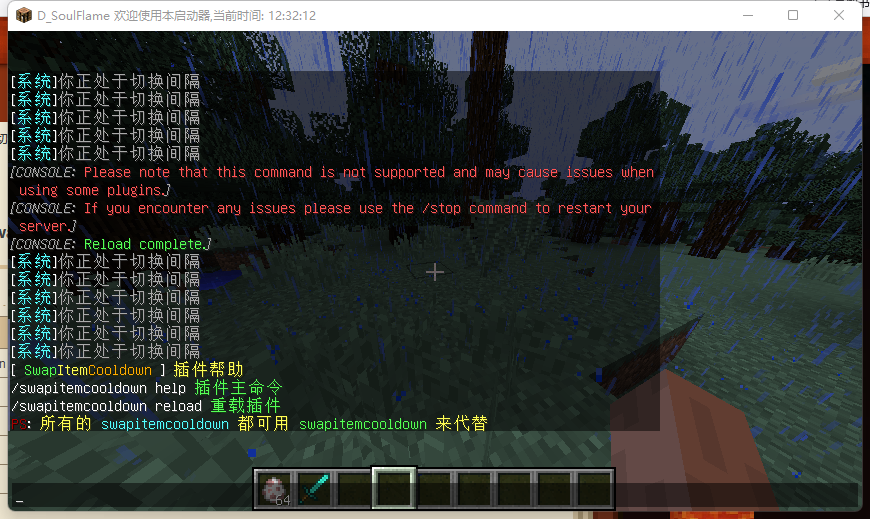 D_SoulFlame 欢迎使用本启动器,当前时间: 12:32:12
[系统]你正处于切换间隔
[系统]你正处于切换间隔
[系统]你正处于切换间隔
[系统]你正处于切换间隔
[系统]你正处于切换间隔
[CONSOLE: Please note that this command is not supported and may cause issues when
using some plugins.]
[CONSOLE: If you encounter any issues please use the /stop command to restart your
server.]
[CONSOLE: Reload complete.]
[系统]你正处于切换间隔
[系统]你正处于切换间隔
[系统]你正处于切换间隔
[系统]你正处于切换间隔
[系统]你正处于切换间隔
[系统]你正处于切换间隔
[ SwapItemCooldown ] 插件帮助
/swapitemcooldown help 插件主命令
/swapitemcooldown reload 重载插件
PS: 所有的 swapitemcooldown 都可用 swapitemcooldown 来代替
64
_